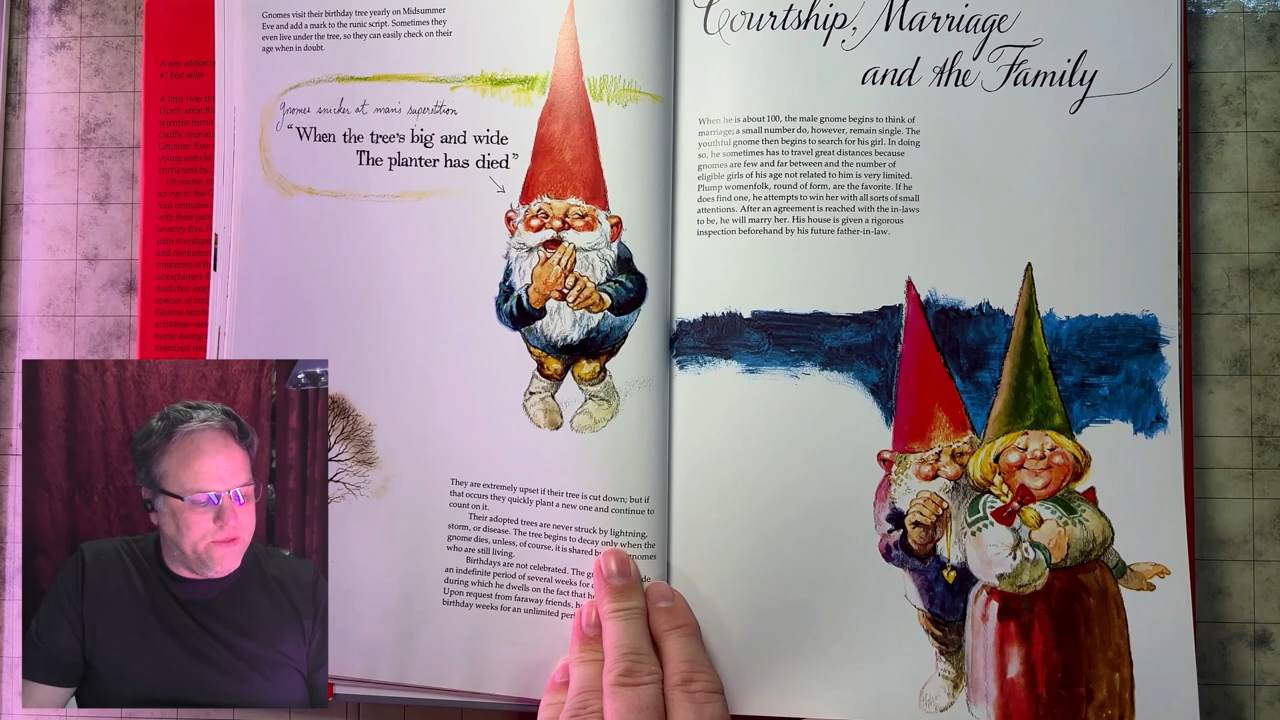 A new edition
#1 best seller
Gnomes visit their birthday tree yearly on Midsummer
Eve and add a mark to the runic script. Sometimes they
even live under the tree, so they can easily check on their
age when in doubt.
gnomes snicker at man's superstition
“When the tree's big and wide
The planter has died”
They are extremely upset if their tree is cut down; but if
that occurs they quickly plant a new one and continue to
count on it.
Their adopted trees are never struck by lightning,
storm, or disease. The tree begins to decay only when the
gnome dies, unless, of course, it is shared by gnomes
who are still living.
Birthdays are not celebrated. The
an indefinite period of several weeks for
during which he dwells on the fact that he
Upon request from faraway friends, he
birthday weeks for an unlimited
Courtship, Marriage
and the Family
When he is about 100, the male gnome begins to think of
marriage; a small number do, however, remain single. The
youthful gnome then begins to search for his girl. In doing
so, he sometimes has to travel great distances because
gnomes are few and far between and the number of
eligible girls of his age not related to him is very limited.
Plump womenfolk, round of form, are the favorite. If he
does find one, he attempts to win her with all sorts of small
attentions. After an agreement is reached with the in-laws
to be, he will marry her. His house is given a rigorous
inspection beforehand by his future father-in-law.